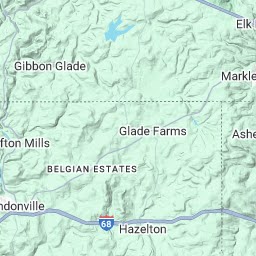 Elk
Gibbon Glade
Markle
Glade Farms
fton Mills
Ashe
BELGIAN ESTATES
ndonville
68
Hazelton